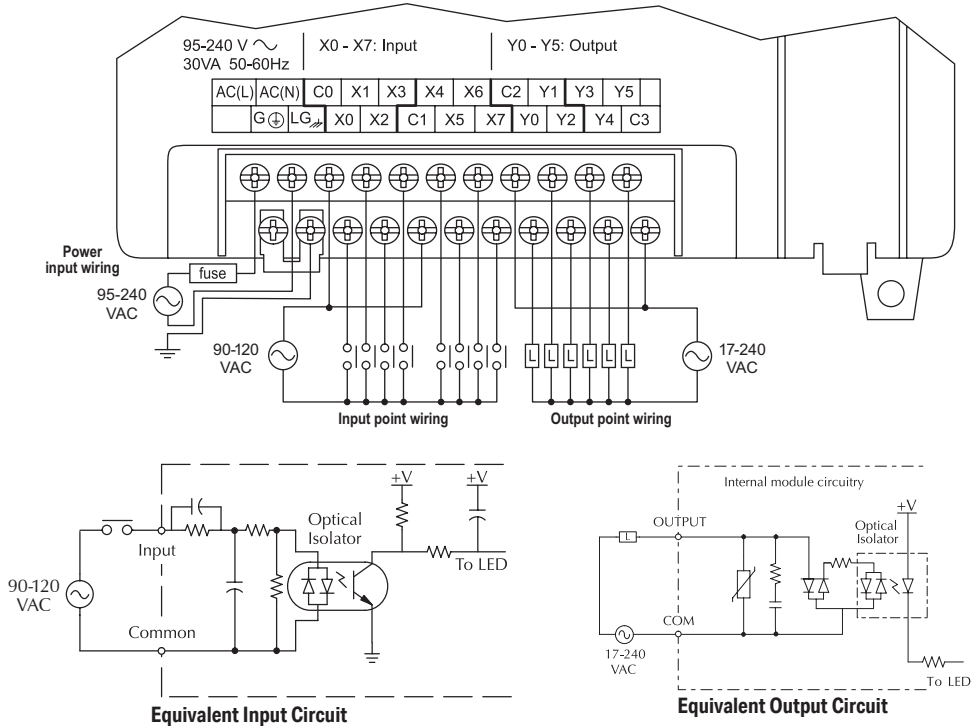 95-240 V
30VA 50-60Hz
X0 - X7: Input
Y0 - Y5: Output
AC(L) AC(N) C0 X1 X3 X4 X6 C2 Y1 Y3 Y5
G LG X0 X2 C1 X5 X7 Y0 Y2 Y4 C3
Power
input wiring
fuse
95-240
VAC
90-120
VAC
L L L L L L
17-240
VAC
Input point wiring
Output point wiring
+V +V
Optical
Isolator
Input
To LED
90-120
VAC
Common
Equivalent Input Circuit
Internal module circuitry
+V
OUTPUT
Optical
Isolator
L
COM
17-240
VAC
To LED
Equivalent Output Circuit